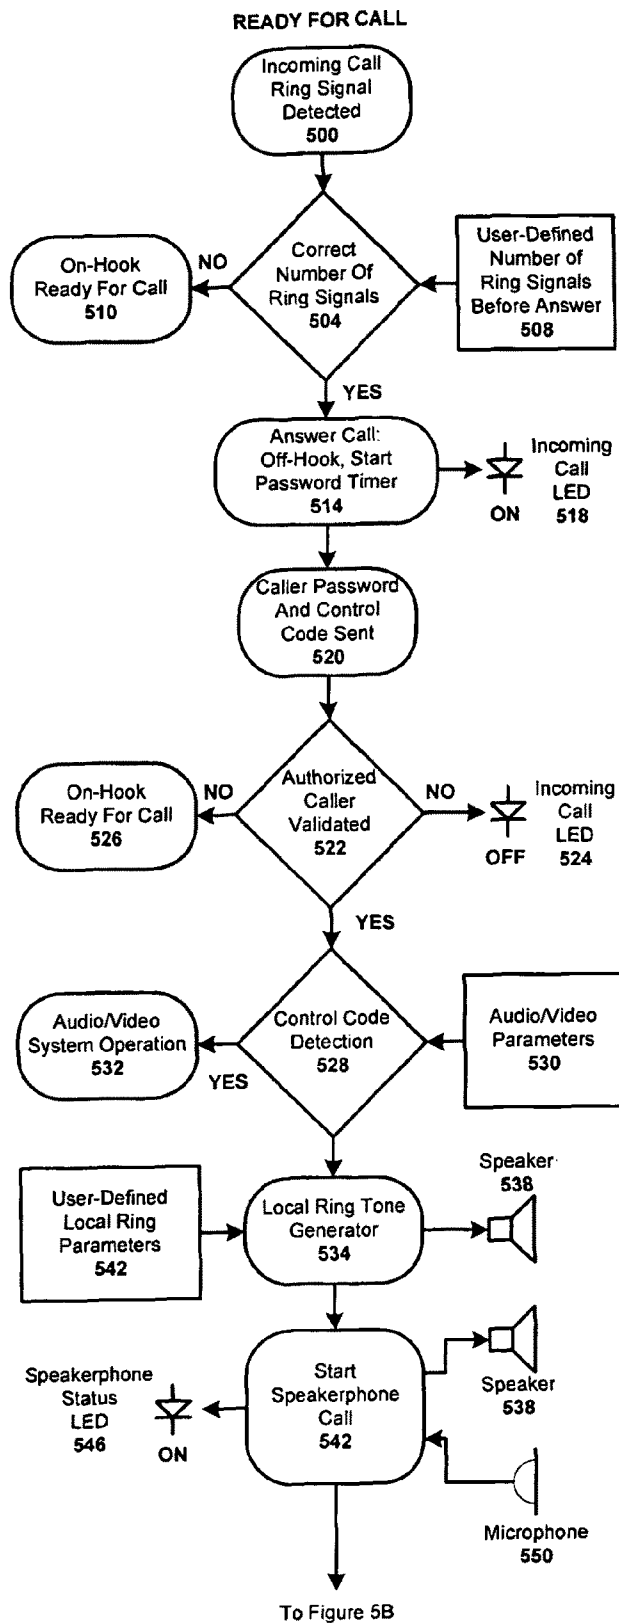 READY FOR CALL
Incoming Call
Ring Signal
Detected
500
Correct
Number Of
Ring Signals
504
User-Defined
Number of
Ring Signals
Before Answer
508
NO
On-Hook
Ready For Call
510
YES
Answer Call:
Off-Hook, Start
Password Timer
514
Incoming
Call
LED
518
ON
Caller Password
And Control
Code Sent
520
Authorized
Caller
Validated
522
NO
On-Hook
Ready For Call
526
NO
Incoming
Call
LED
524
OFF
YES
Control Code
Detection
528
Audio/Video
Parameters
530
Audio/Video
System Operation
532
YES
User-Defined
Local Ring
Parameters
542
Local Ring Tone
Generator
534
Speaker
538
Start
Speakerphone
Call
542
Speaker
538
Speakerphone
Status
LED
546
ON
Microphone
550
To Figure 5B